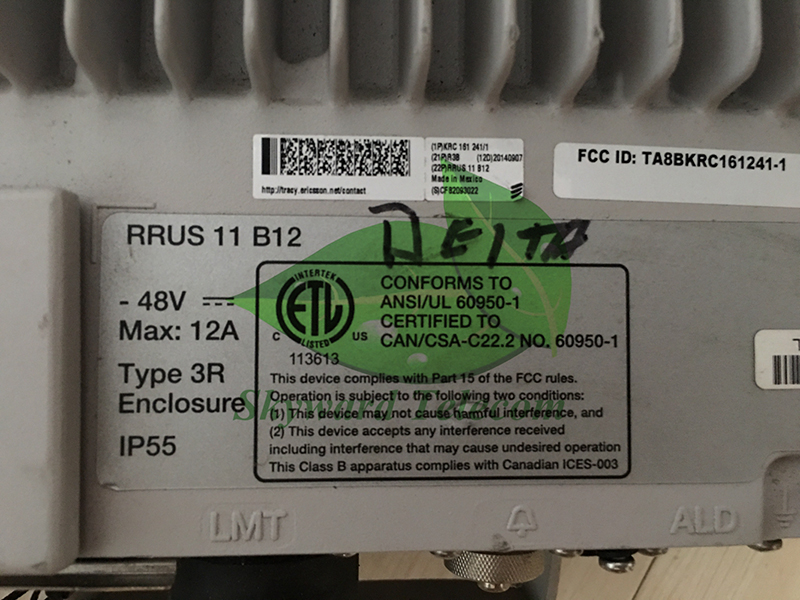 (1P)KRC 161 241/1
(21P)R3B (12D)20140907
(22P)RRUS 11 B12
Made in Mexico
(S)CF82093022
http://tracy.ericsson.net/contact
FCC ID: TA8BKRC161241-1
RRUS 11 B12
- 48V
Max: 12A
Type 3R
Enclosure
IP55
INTERTEK
ETL
LISTED
C US
113613
CONFORMS TO
ANSI/UL 60950-1
CERTIFIED TO
CAN/CSA-C22.2 NO. 60950-1
This device complies with Part 15 of the FCC rules.
Operation is subject to the following two conditions:
(1) This device may not cause harmful interference, and
(2) This device accepts any interference received
including interference that may cause undesired operation
This Class B apparatus complies with Canadian ICES-003
LMT
ALD